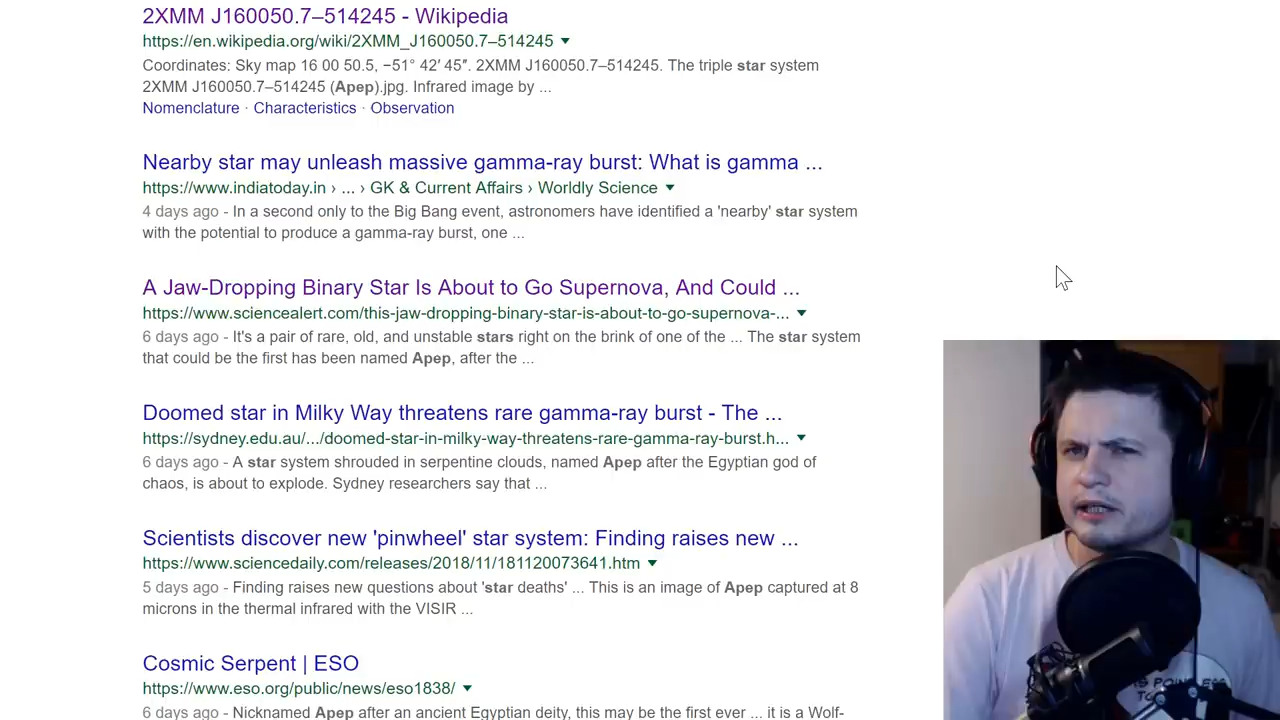 2XMM J160050.7–514245 - Wikipedia
https://en.wikipedia.org/wiki/2XMM_J160050.7–514245
Coordinates: Sky map 16 00 50.5, −51° 42′ 45″. 2XMM J160050.7–514245. The triple star system
2XMM J160050.7–514245 (Apep).jpg. Infrared image by ...
Nomenclature · Characteristics · Observation
Nearby star may unleash massive gamma-ray burst: What is gamma ...
https://www.indiatoday.in › ... › GK & Current Affairs › Worldly Science
4 days ago - In a second only to the Big Bang event, astronomers have identified a 'nearby' star system
with the potential to produce a gamma-ray burst, one ...
A Jaw-Dropping Binary Star Is About to Go Supernova, And Could ...
https://www.sciencealert.com/this-jaw-dropping-binary-star-is-about-to-go-supernova-...
6 days ago - It's a pair of rare, old, and unstable stars right on the brink of one of the ... The star system
that could be the first has been named Apep, after the ...
Doomed star in Milky Way threatens rare gamma-ray burst - The ...
https://sydney.edu.au/.../doomed-star-in-milky-way-threatens-rare-gamma-ray-burst.h...
6 days ago - A star system shrouded in serpentine clouds, named Apep after the Egyptian god of
chaos, is about to explode. Sydney researchers say that ...
Scientists discover new 'pinwheel' star system: Finding raises new ...
https://www.sciencedaily.com/releases/2018/11/181120073641.htm
5 days ago - Finding raises new questions about 'star deaths' ... This is an image of Apep captured at 8
microns in the thermal infrared with the VISIR ...
Cosmic Serpent | ESO
https://www.eso.org/public/news/eso1838/
6 days ago - Nicknamed Apep after an ancient Egyptian deity, this may be the first ever ... it is a Wolf-